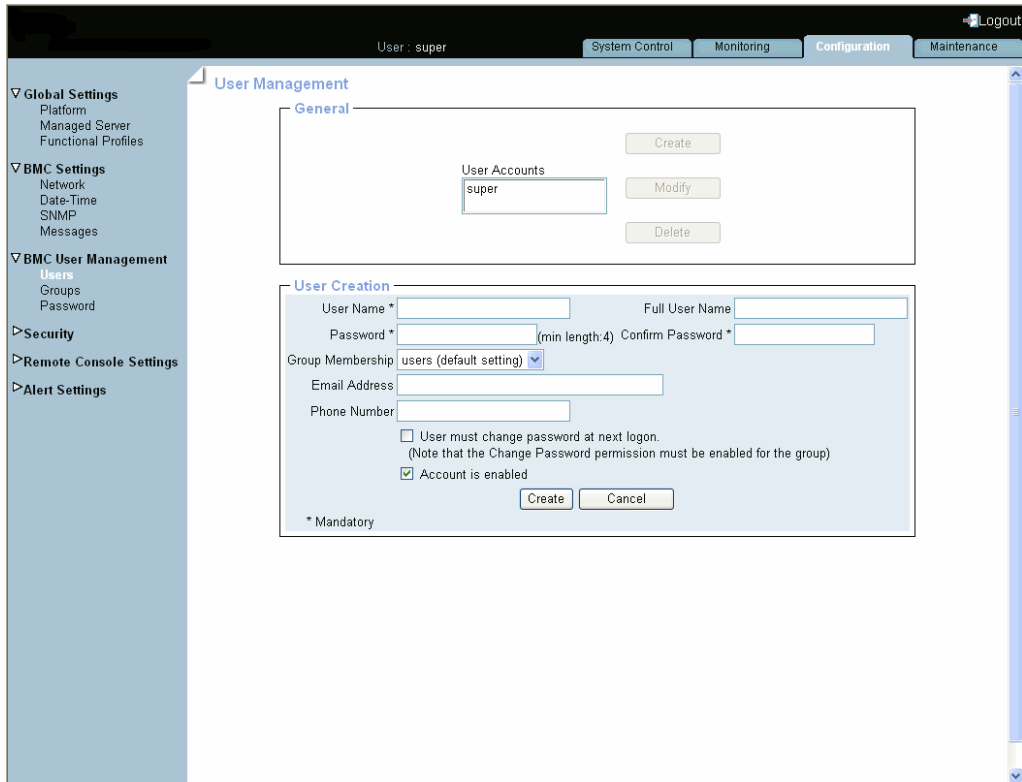 Logout
User : super
System Control
Monitoring
Configuration
Maintenance
Global Settings
Platform
Managed Server
Functional Profiles
BMC Settings
Network
Date-Time
SNMP
Messages
BMC User Management
Users
Groups
Password
Security
Remote Console Settings
Alert Settings
User Management
General
User Accounts
super
Create
Modify
Delete
User Creation
User Name *
Full User Name
Password *
(min length:4)
Confirm Password *
Group Membership
users (default setting)
Email Address
Phone Number
User must change password at next logon.
(Note that the Change Password permission must be enabled for the group)
Account is enabled
Create
Cancel
* Mandatory